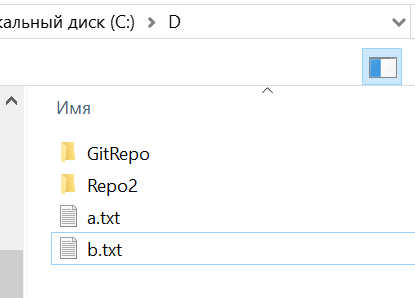 кальный диск (C:) > D
Имя
GitRepo
Repo2
a.txt
b.txt